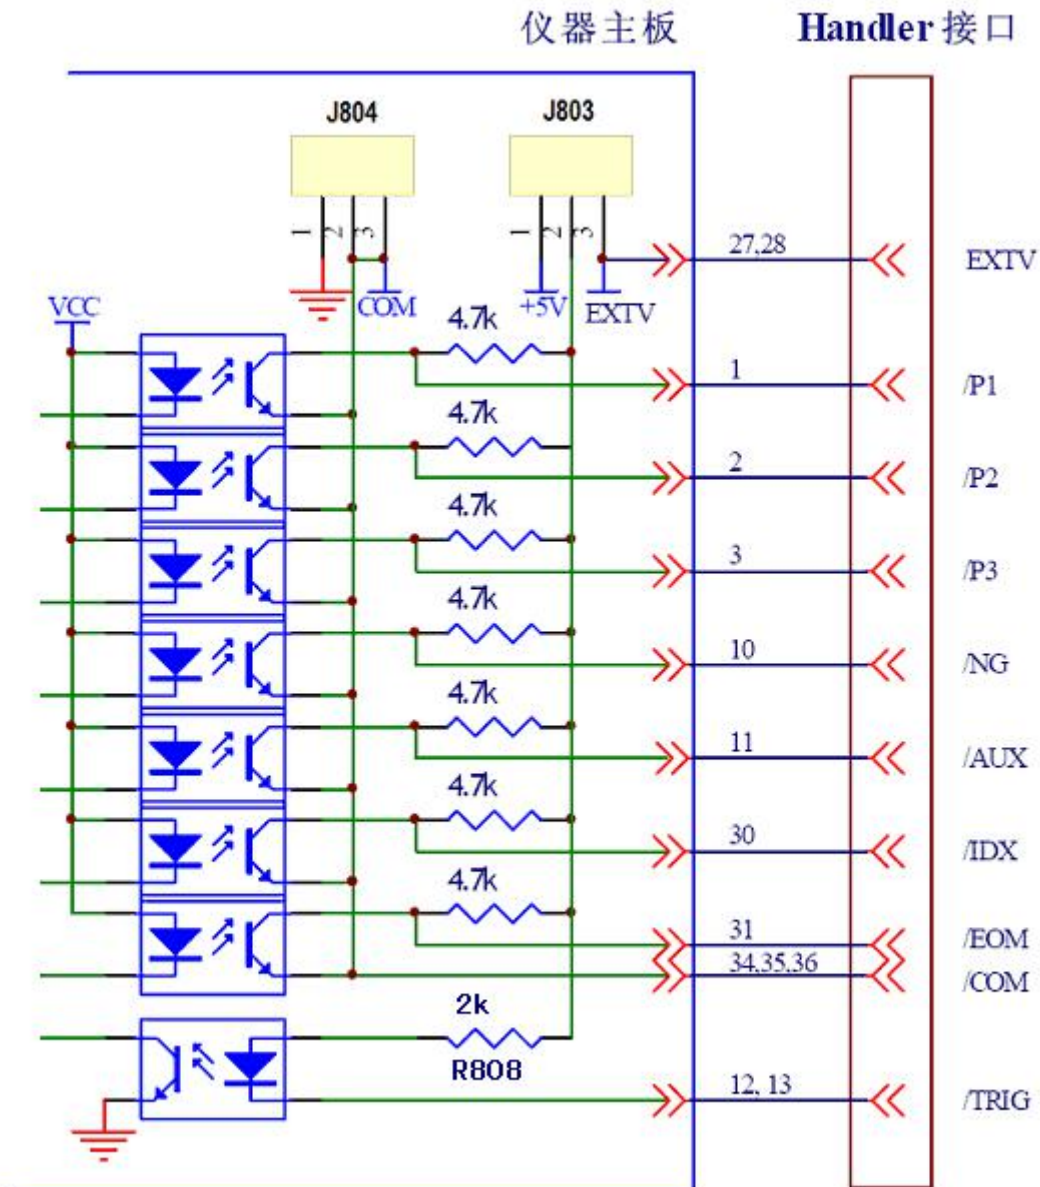 仪器主板 Handler 接口
J804 J803
1 2 3 1 2 3
27,28 EXTV
VCC COM +5V EXTV
4.7k
1 /P1
4.7k
2 /P2
4.7k
3 /P3
4.7k
10 /NG
4.7k
11 /AUX
4.7k
30 /IDX
4.7k
31 /EOM
34,35,36 /COM
2k
R808
12, 13 /TRIG